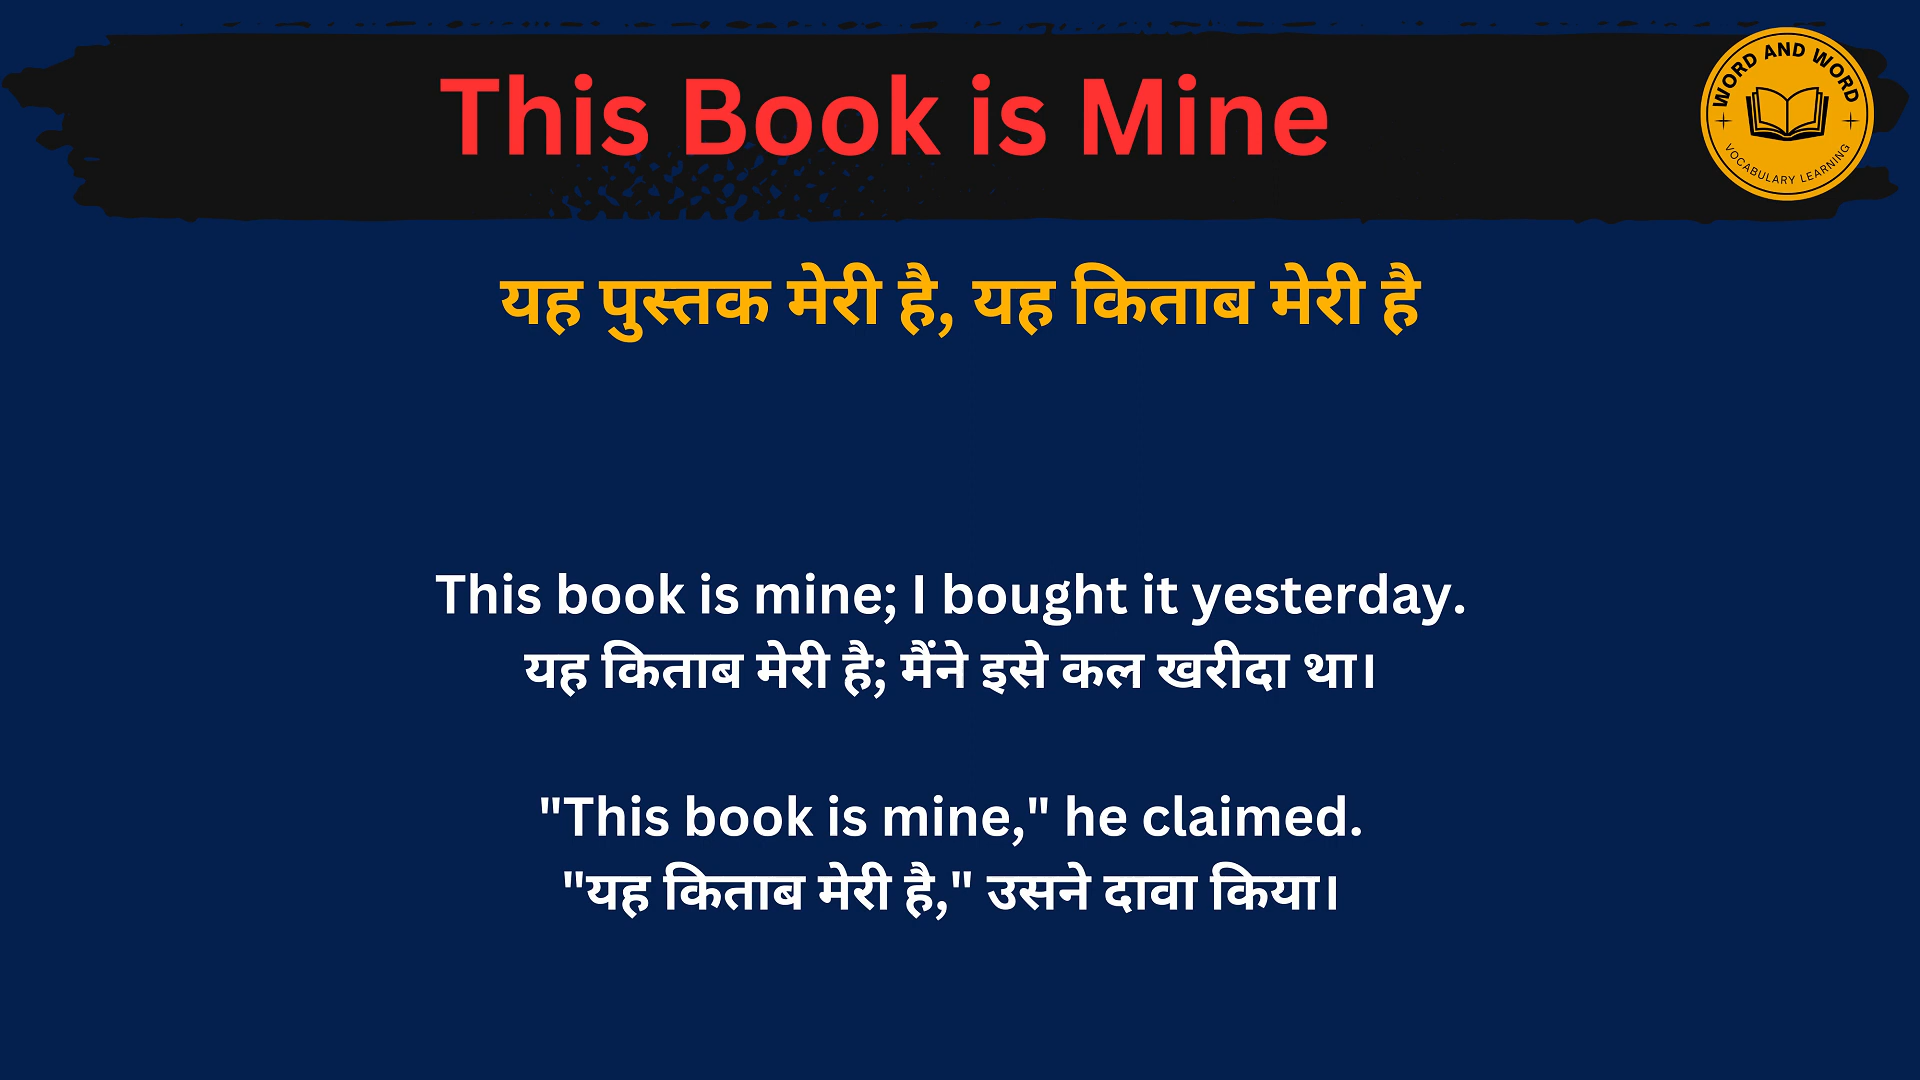 This Book is Mine
WORD AND WORD
VOCABULARY LEARNING
यह पुस्तक मेरी है, यह किताब मेरी है
This book is mine; I bought it yesterday.
यह किताब मेरी है; मैंने इसे कल खरीदा था।
"This book is mine," he claimed.
"यह किताब मेरी है," उसने दावा किया।